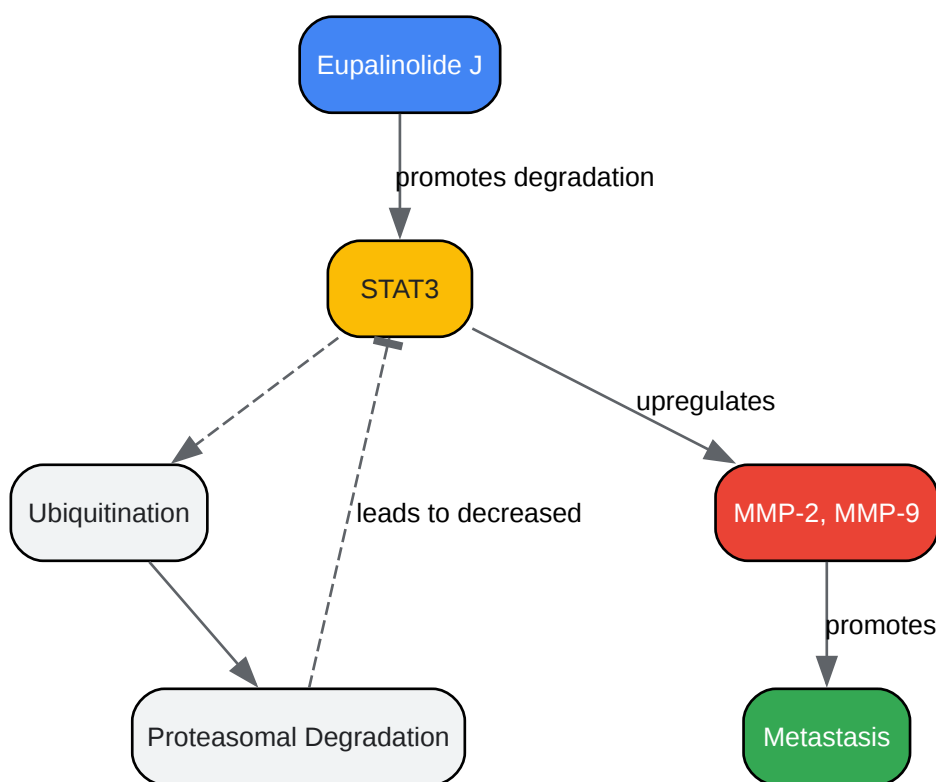 Eupalinolide J
promotes degradation
STAT3
upregulates
Ubiquitination
leads to decreased
MMP-2, MMP-9
promotes
Proteasomal Degradation
Metastasis